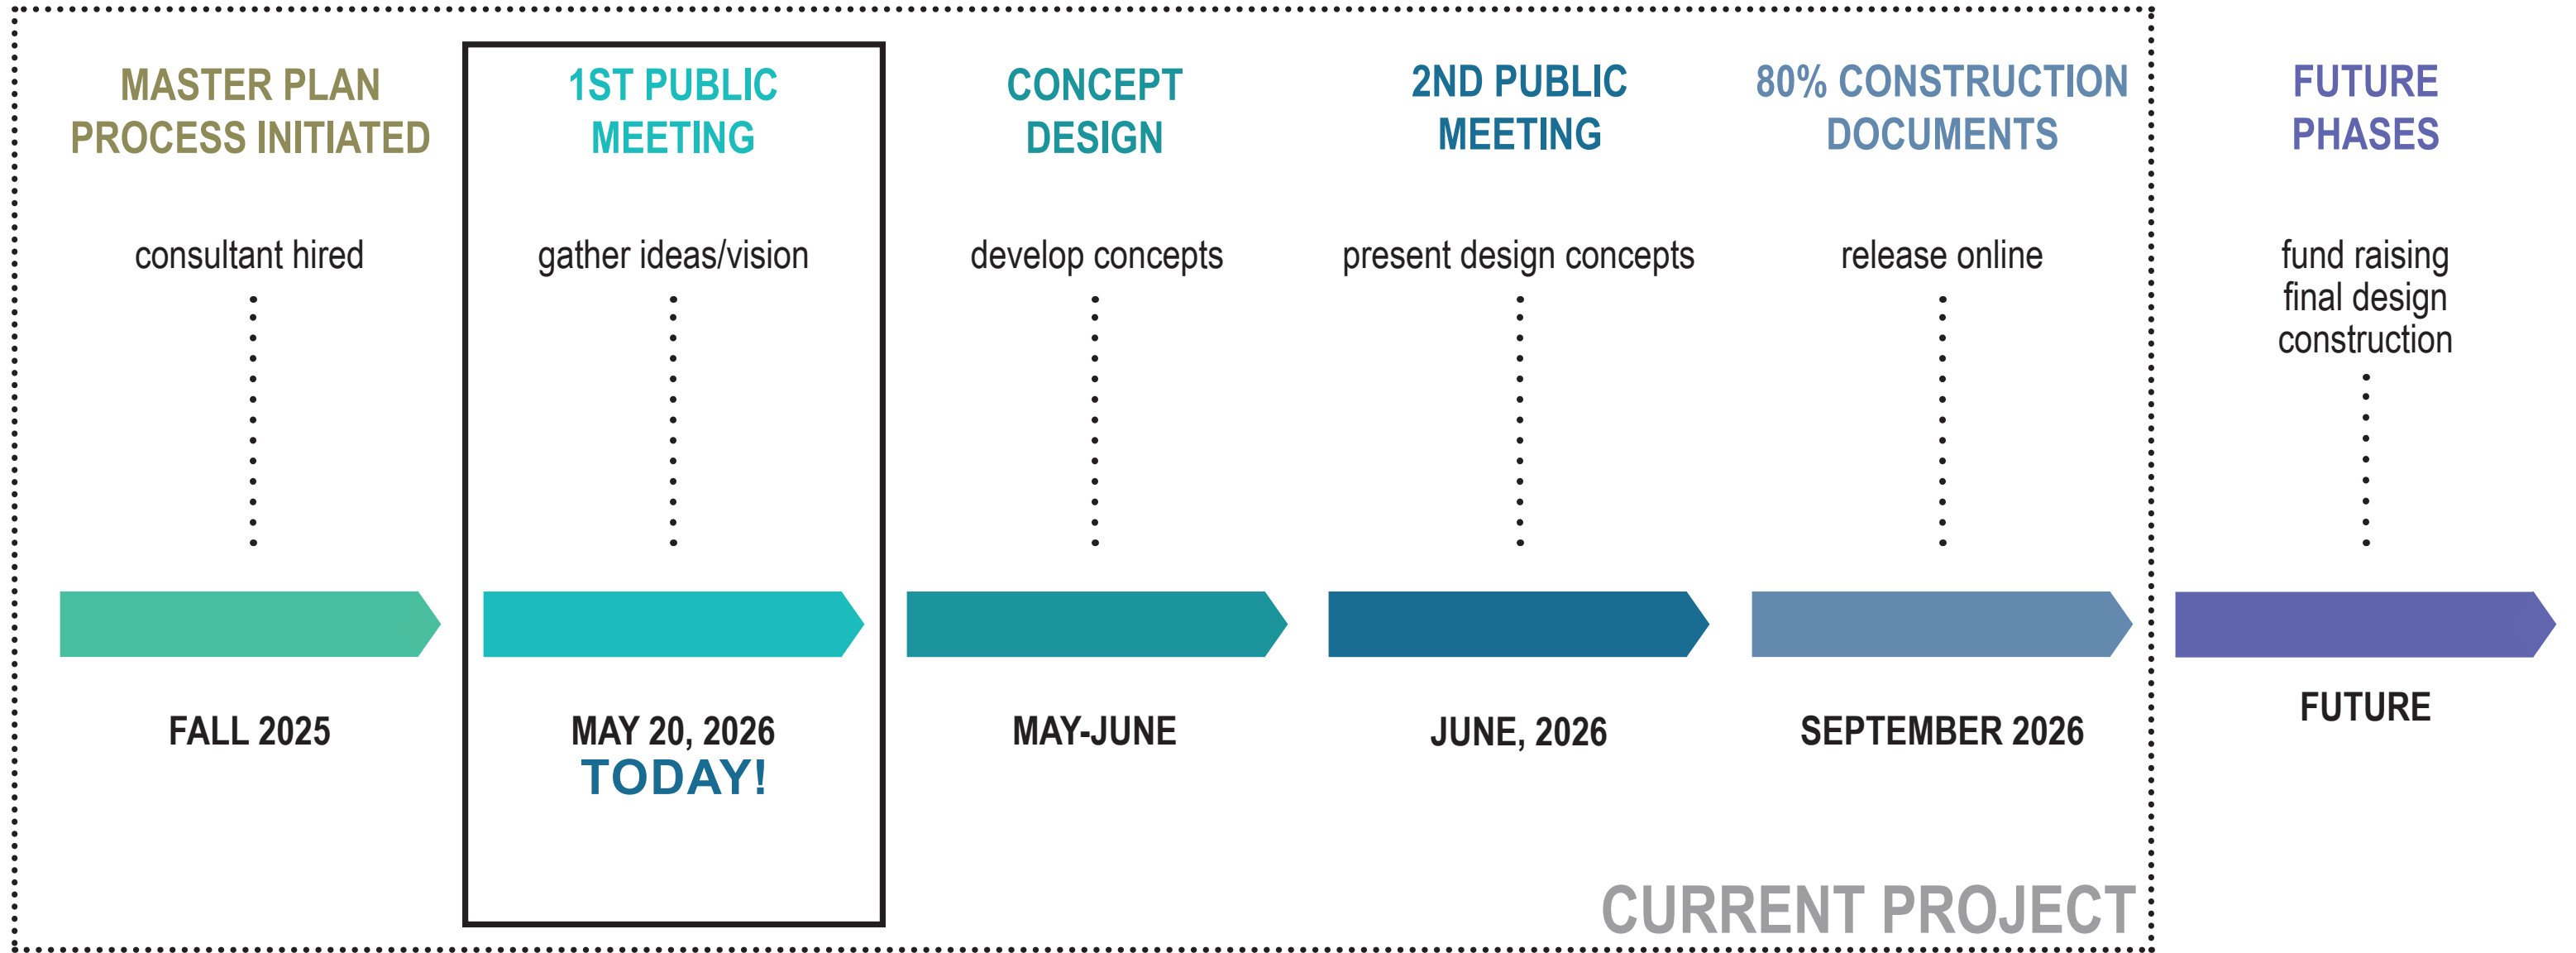 MASTER PLAN
PROCESS INITIATED
consultant hired
FALL 2025
1ST PUBLIC
MEETING
gather ideas/vision
MAY 20, 2026
TODAY!
CONCEPT
DESIGN
develop concepts
MAY-JUNE
2ND PUBLIC
MEETING
present design concepts
JUNE, 2026
80% CONSTRUCTION
DOCUMENTS
release online
SEPTEMBER 2026
CURRENT PROJECT
FUTURE
PHASES
fund raising
final design
construction
FUTURE